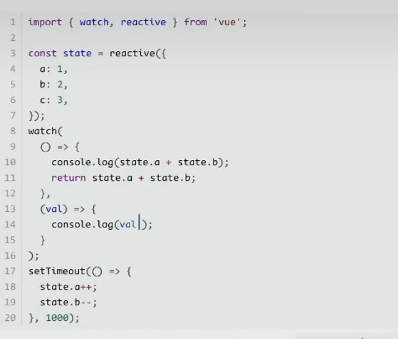 1 import { watch, reactive } from 'vue';
2
3 const state = reactive({
4 a: 1,
5 b: 2,
6 c: 3,
7 });
8 watch(
9 () => {
10 console.log(state.a + state.b);
11 return state.a + state.b;
12 },
13 (val) => {
14 console.log(val);
15 }
16 );
17 setTimeout(() => {
18 state.a++;
19 state.b--;
20 }, 1000);